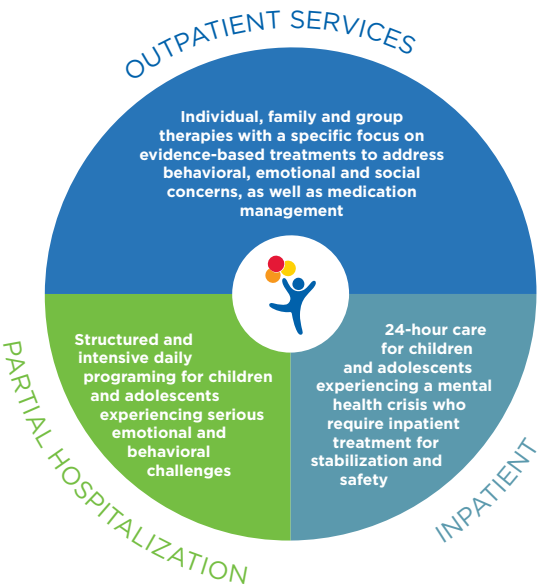 OUTPATIENT SERVICES
Individual, family and group
therapies with a specific focus on
evidence-based treatments to address
behavioral, emotional and social
concerns, as well as medication
management
Structured and
intensive daily
programing for children
and adolescents
experiencing serious
emotional and
behavioral
challenges
PARTIAL HOSPITALIZATION
24-hour care
for children
and adolescents
experiencing a mental
health crisis who
require inpatient
treatment for
stabilization and
safety
INPATIENT